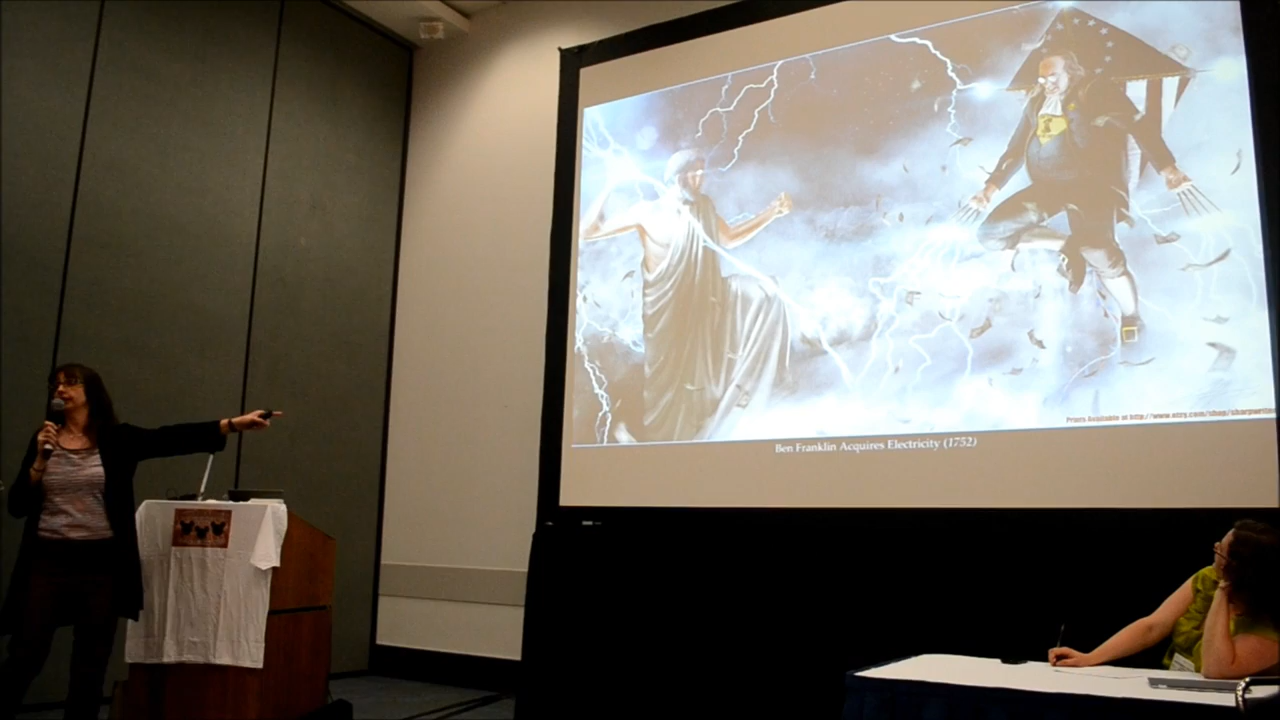 Prints Available at http://www.etsy.com/shop/sharpwriter
Ben Franklin Acquires Electricity (1752)